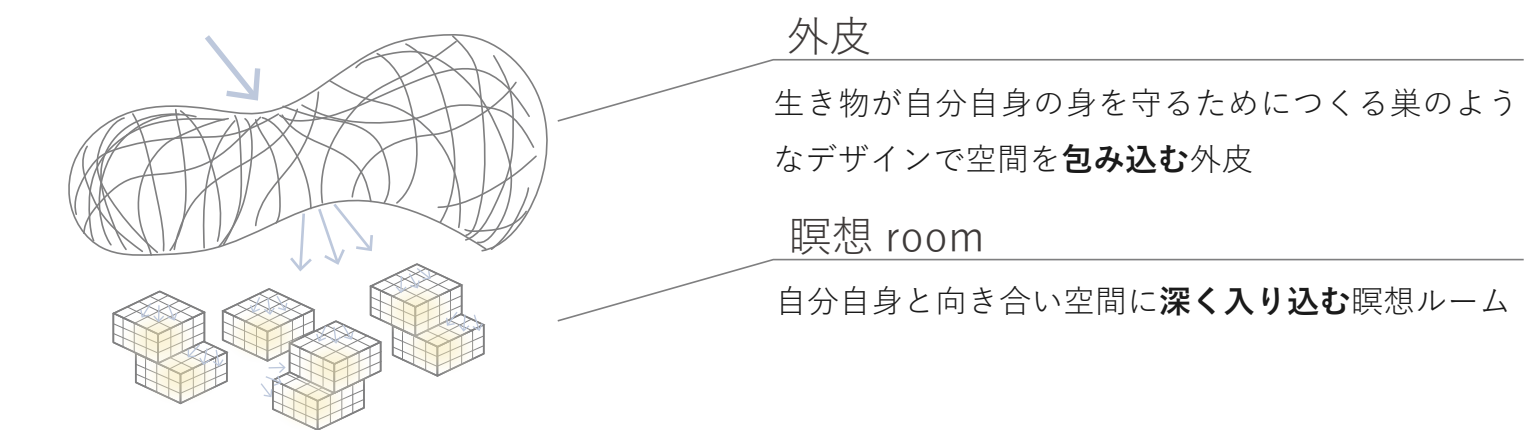 外皮
生き物が自分自身の身を守るためにつくる巣のよう
なデザインで空間を包み込む外皮
瞑想 room
自分自身と向き合い空間に深く入り込む瞑想ルーム